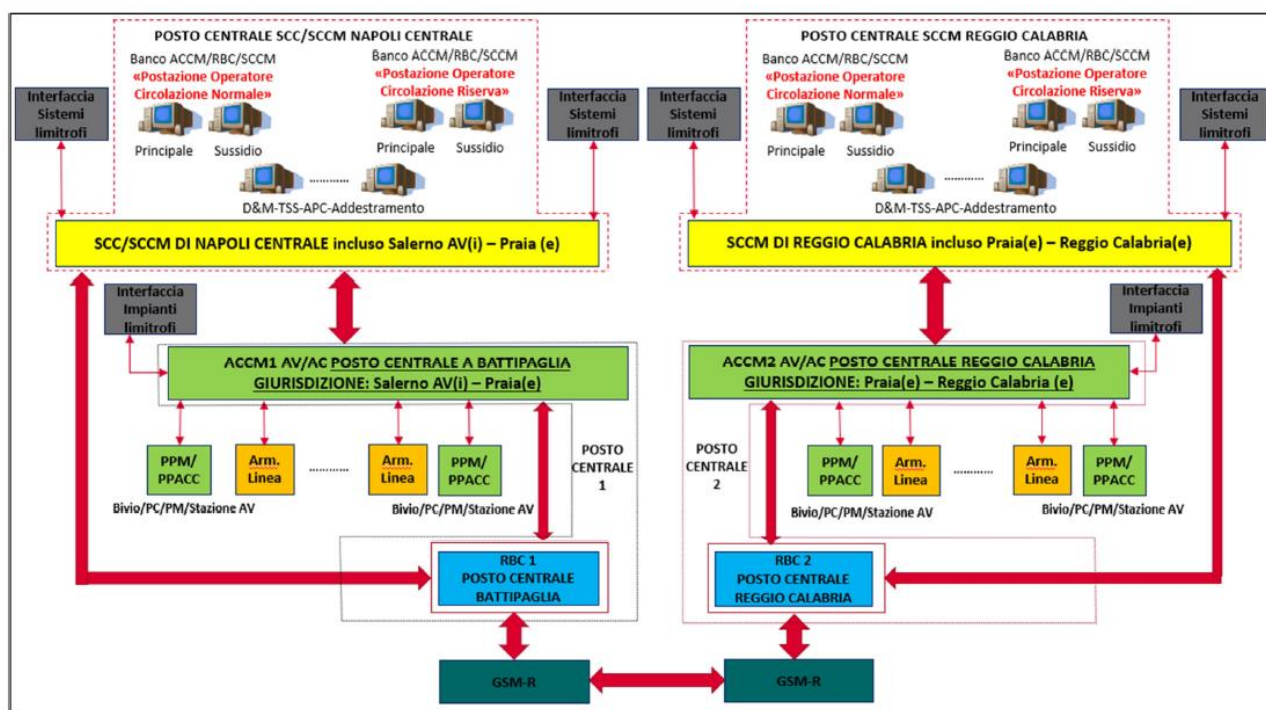 POSTO CENTRALE SCC/SCCM NAPOLI CENTRALE
Banco ACCM/RBC/SCCM
«Postazione Operatore
Circolazione Normale»
Banco ACCM/RBC/SCCM
«Postazione Operatore
Circolazione Riserva»
Interfaccia
Sistemi
limitrofi
Interfaccia
Sistemi
limitrofi
Principale
Sussidio
Principale
Sussidio
............
D&M-TSS-APC-Addestramento
SCC/SCCM DI NAPOLI CENTRALE incluso Salerno AV(i) – Praia (e)
Interfaccia
Impianti
limitrofi
ACCM1 AV/AC POSTO CENTRALE A BATTIPAGLIA
GIURISDIZIONE: Salerno AV(i) – Praia(e)
PPM/
PPACC
Arm.
Linea
............
Arm.
Linea
PPM/
PPACC
Bivio/PC/PM/Stazione AV
Bivio/PC/PM/Stazione AV
POSTO
CENTRALE
1
RBC 1
POSTO CENTRALE
BATTIPAGLIA
GSM-R
POSTO CENTRALE SCCM REGGIO CALABRIA
Banco ACCM/RBC/SCCM
«Postazione Operatore
Circolazione Normale»
Banco ACCM/RBC/SCCM
«Postazione Operatore
Circolazione Riserva»
Interfaccia
Sistemi
limitrofi
Interfaccia
Sistemi
limitrofi
Principale
Sussidio
Principale
Sussidio
............
D&M-TSS-APC-Addestramento
SCCM DI REGGIO CALABRIA incluso Praia(e) – Reggio Calabria(e)
Interfaccia
Impianti
limitrofi
ACCM2 AV/AC POSTO CENTRALE REGGIO CALABRIA
GIURISDIZIONE: Praia(e) – Reggio Calabria (e)
POSTO
CENTRALE
2
PPM/
PPACC
Arm.
Linea
............
Arm.
Linea
PPM/
PPACC
Bivio/PC/PM/Stazione AV
Bivio/PC/PM/Stazione AV
RBC 2
POSTO CENTRALE
REGGIO CALABRIA
GSM-R